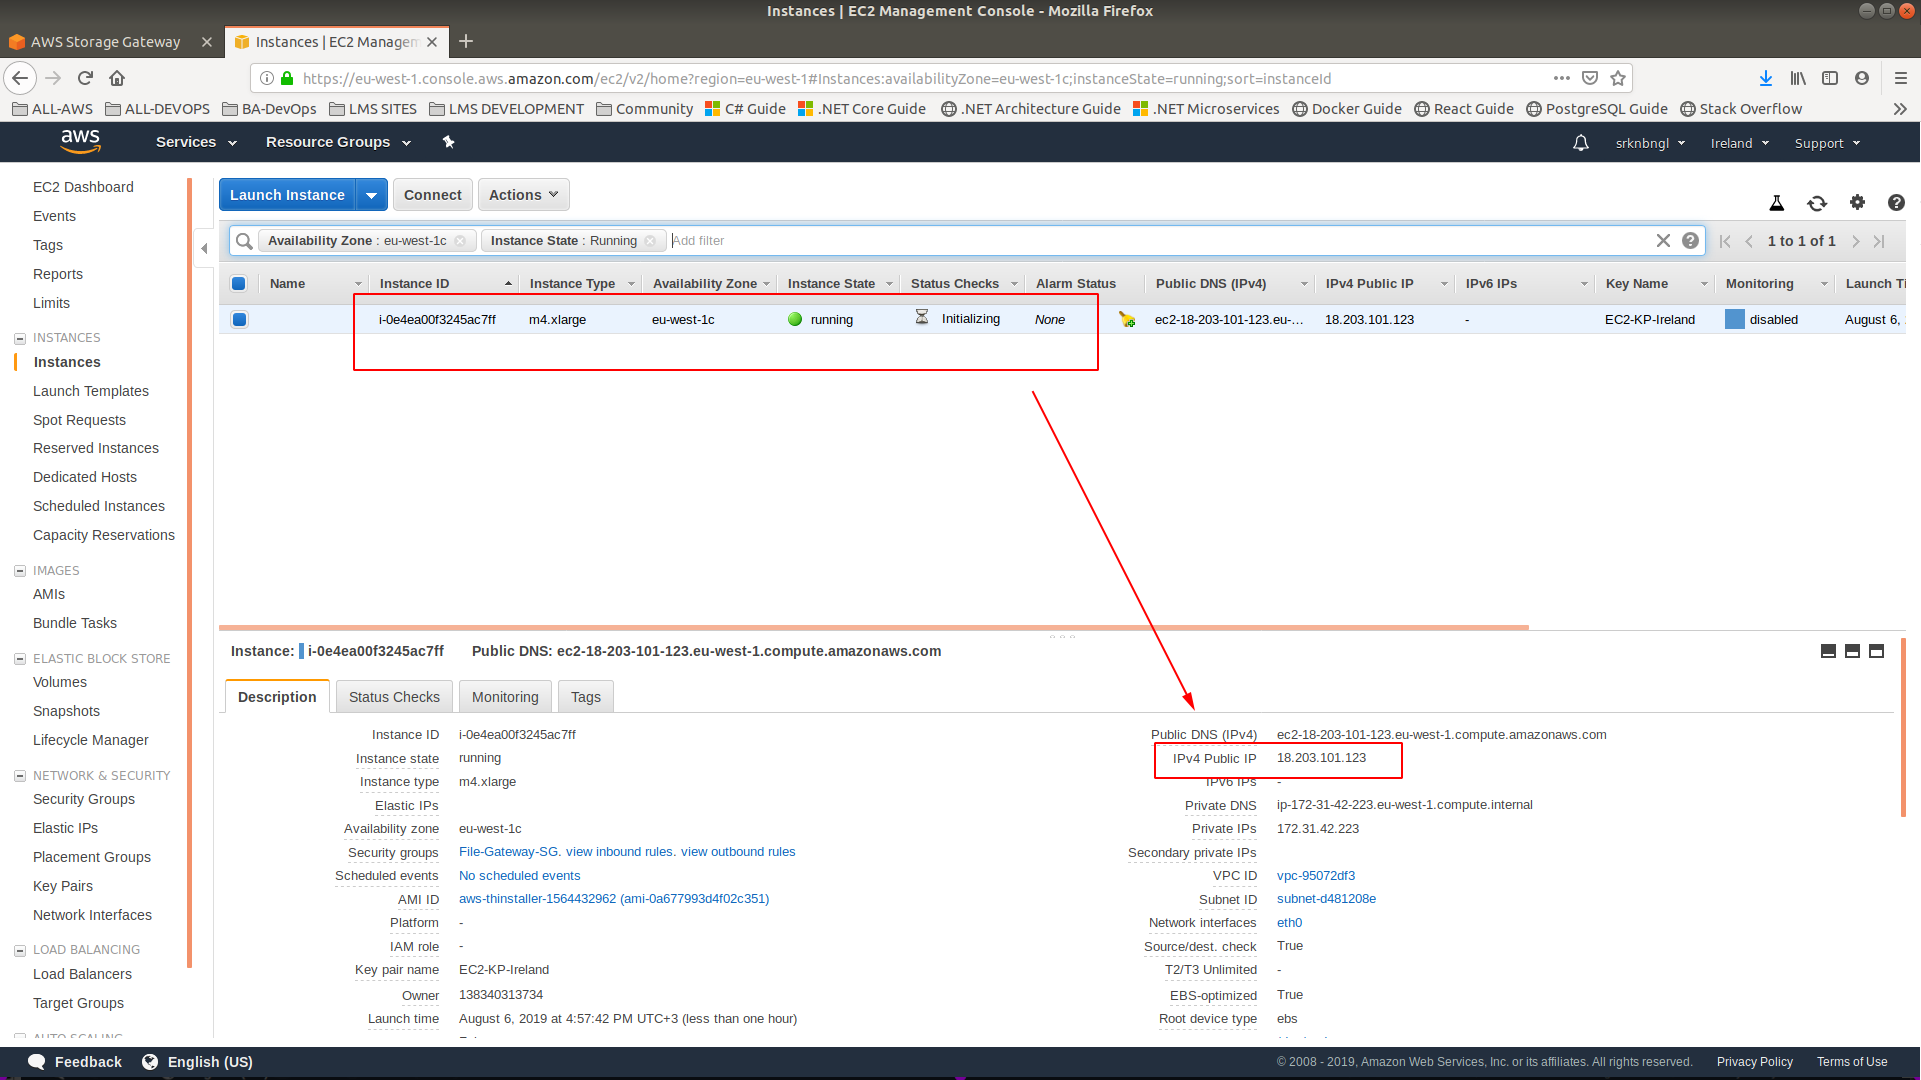 Instances | EC2 Management Console - Mozilla Firefox
AWS Storage Gateway
Instances | EC2 Managem
https://eu-west-1.console.aws.amazon.com/ec2/v2/home?region=eu-west-1#Instances:availabilityZone=eu-west-1c;instanceState=running;sort=instanceId
ALL-AWS ALL-DEVOPS BA-DevOps LMS SITES LMS DEVELOPMENT Community C# Guide .NET Core Guide .NET Architecture Guide .NET Microservices Docker Guide React Guide PostgreSQL Guide Stack Overflow
aws Services Resource Groups srknbngl Ireland Support
EC2 Dashboard
Events
Tags
Reports
Limits
INSTANCES
Instances
Launch Templates
Spot Requests
Reserved Instances
Dedicated Hosts
Scheduled Instances
Capacity Reservations
IMAGES
AMIs
Bundle Tasks
ELASTIC BLOCK STORE
Volumes
Snapshots
Lifecycle Manager
NETWORK & SECURITY
Security Groups
Elastic IPs
Placement Groups
Key Pairs
Network Interfaces
LOAD BALANCING
Load Balancers
Target Groups
AUTO SCALING
Launch Instance Connect Actions
Availability Zone : eu-west-1c Instance State : Running Add filter 1 to 1 of 1
Name Instance ID Instance Type Availability Zone Instance State Status Checks Alarm Status Public DNS (IPv4) IPv4 Public IP IPv6 IPs Key Name Monitoring Launch Ti
i-0e4ea00f3245ac7ff m4.xlarge eu-west-1c running Initializing None ec2-18-203-101-123.eu-... 18.203.101.123 - EC2-KP-Ireland disabled August 6,
Instance: i-0e4ea00f3245ac7ff Public DNS: ec2-18-203-101-123.eu-west-1.compute.amazonaws.com
Description Status Checks Monitoring Tags
Instance ID i-0e4ea00f3245ac7ff
Instance state running
Instance type m4.xlarge
Elastic IPs
Availability zone eu-west-1c
Security groups File-Gateway-SG. view inbound rules. view outbound rules
Scheduled events No scheduled events
AMI ID aws-thinstaller-1564432962 (ami-0a677993d4f02c351)
Platform -
IAM role -
Key pair name EC2-KP-Ireland
Owner 138340313734
Launch time August 6, 2019 at 4:57:42 PM UTC+3 (less than one hour)
Public DNS (IPv4) ec2-18-203-101-123.eu-west-1.compute.amazonaws.com
IPv4 Public IP 18.203.101.123
IPv6 IPs -
Private DNS ip-172-31-42-223.eu-west-1.compute.internal
Private IPs 172.31.42.223
Secondary private IPs
VPC ID vpc-95072df3
Subnet ID subnet-d481208e
Network interfaces eth0
Source/dest. check True
T2/T3 Unlimited -
EBS-optimized True
Root device type ebs
Feedback English (US) © 2008 - 2019, Amazon Web Services, Inc. or its affiliates. All rights reserved. Privacy Policy Terms of Use